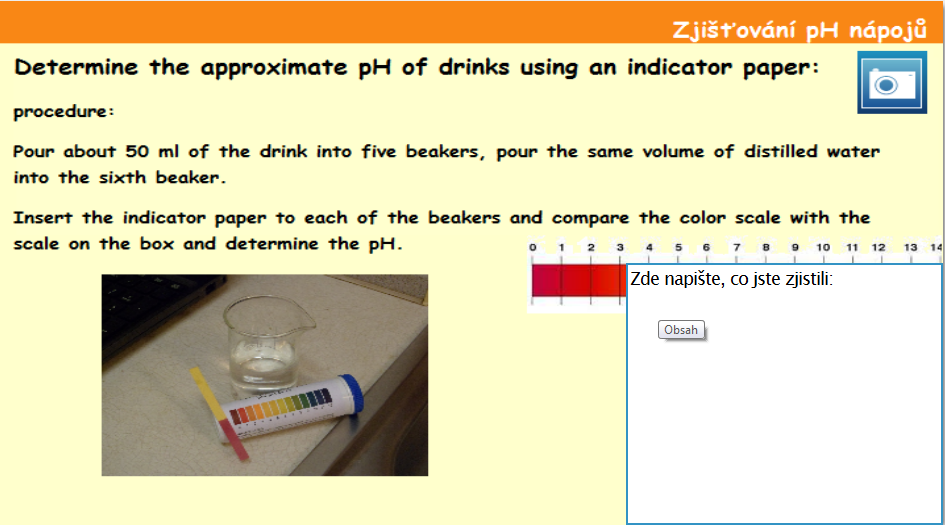 Zjišťování pH nápojů
Determine the approximate pH of drinks using an indicator paper:
procedure:
Pour about 50 ml of the drink into five beakers, pour the same volume of distilled water
into the sixth beaker.
Insert the indicator paper to each of the beakers and compare the color scale with the
scale on the box and determine the pH.
0 1 2 3 4 5 6 7 8 9 10 11 12 13 14
Zde napište, co jste zjistili:
Obsah